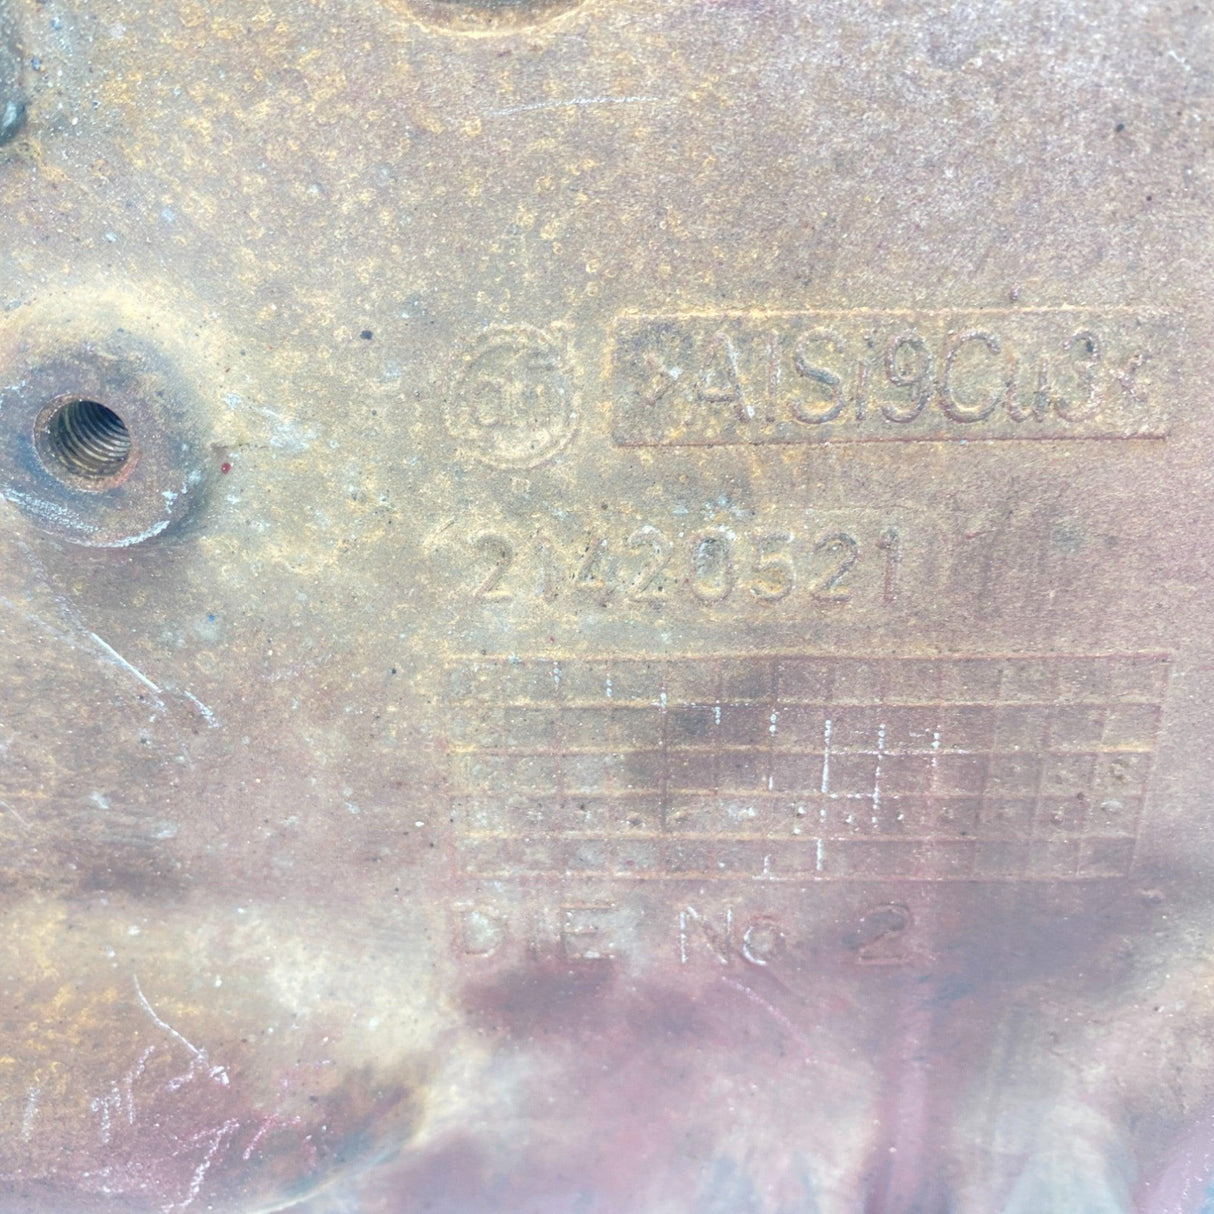 >AlSi9Cu3<
21420521
DIE No 2